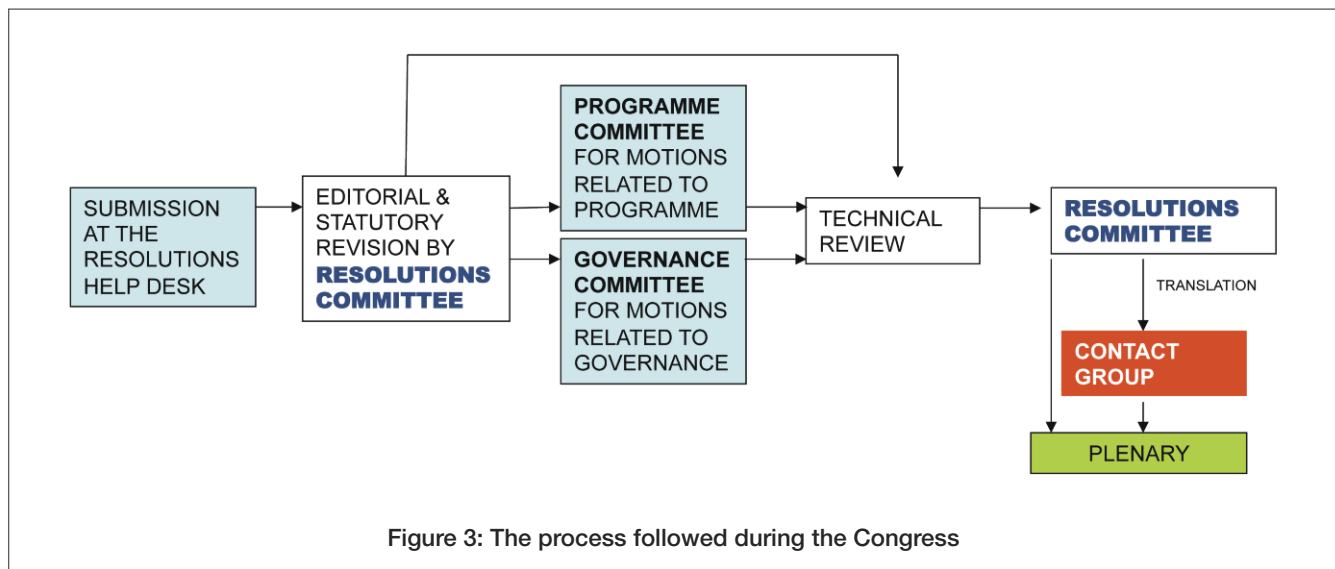 SUBMISSION
AT THE
RESOLUTIONS
HELP DESK
EDITORIAL &
STATUTORY
REVISION BY
RESOLUTIONS
COMMITTEE
PROGRAMME
COMMITTEE
FOR MOTIONS
RELATED TO
PROGRAMME
GOVERNANCE
COMMITTEE
FOR MOTIONS
RELATED TO
GOVERNANCE
TECHNICAL
REVIEW
RESOLUTIONS
COMMITTEE
TRANSLATION
CONTACT
GROUP
PLENARY
Figure 3: The process followed during the Congress